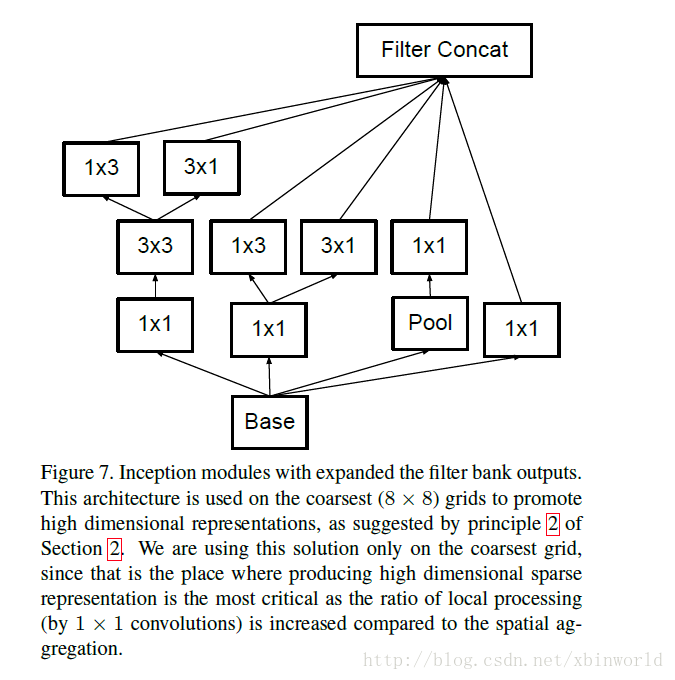 Filter Concat
1x3 3x1
3x3 1x3 3x1 1x1
1x1 1x1 Pool 1x1
Base
Figure 7. Inception modules with expanded the filter bank outputs.
This architecture is used on the coarsest (8 × 8) grids to promote
high dimensional representations, as suggested by principle 2 of
Section 2. We are using this solution only on the coarsest grid,
since that is the place where producing high dimensional sparse
representation is the most critical as the ratio of local processing
(by 1 × 1 convolutions) is increased compared to the spatial ag-
gregation.
http://blog.csdn.net/xbinworld